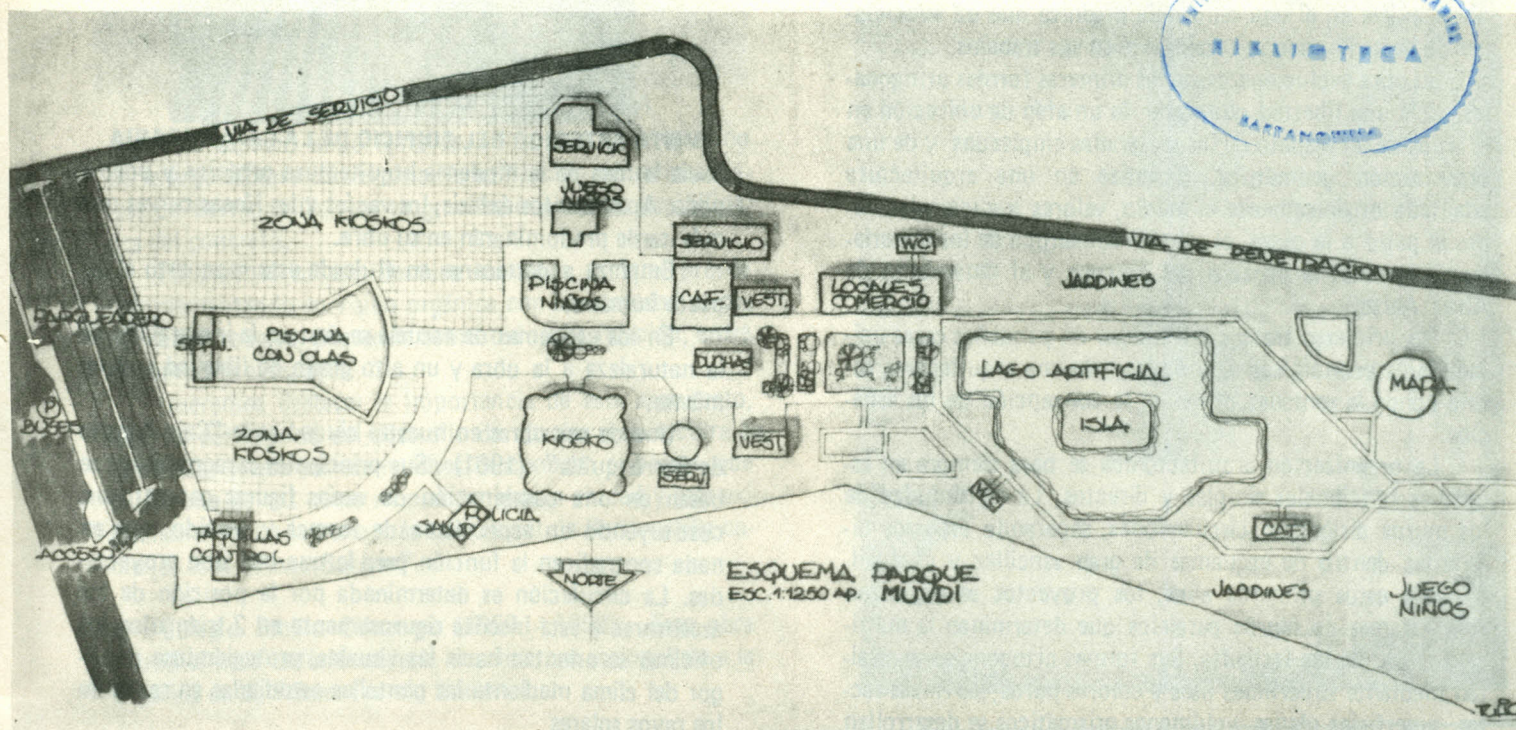 BIBLIOTECA
VIA DE SERVICIO
SERVICIO
JUEGO
NIÑOS
ZONA KIOSKOS
SERVICIO
WC
VIA DE PENETRACION
PISCINA
NIÑOS
CAF.
VEST.
LOCALES
COMERCIO
JARDINES
PARQUEADERO
SERV.
PISCINA
CON OLAS
DUCHAS
LAGO ARTIFICIAL
MAPA
ISLA
P
BUSES
ZONA
KIOSKOS
KIOSKO
VEST.
SERV.
WC
SALUD
POLICIA
CAF.
ACCESO
TAQUILLAS
CONTROL
NORTE
ESQUEMA PARQUE
MUVDI
ESC. 1:1250 AP.
JARDINES
JUEGO
NIÑOS